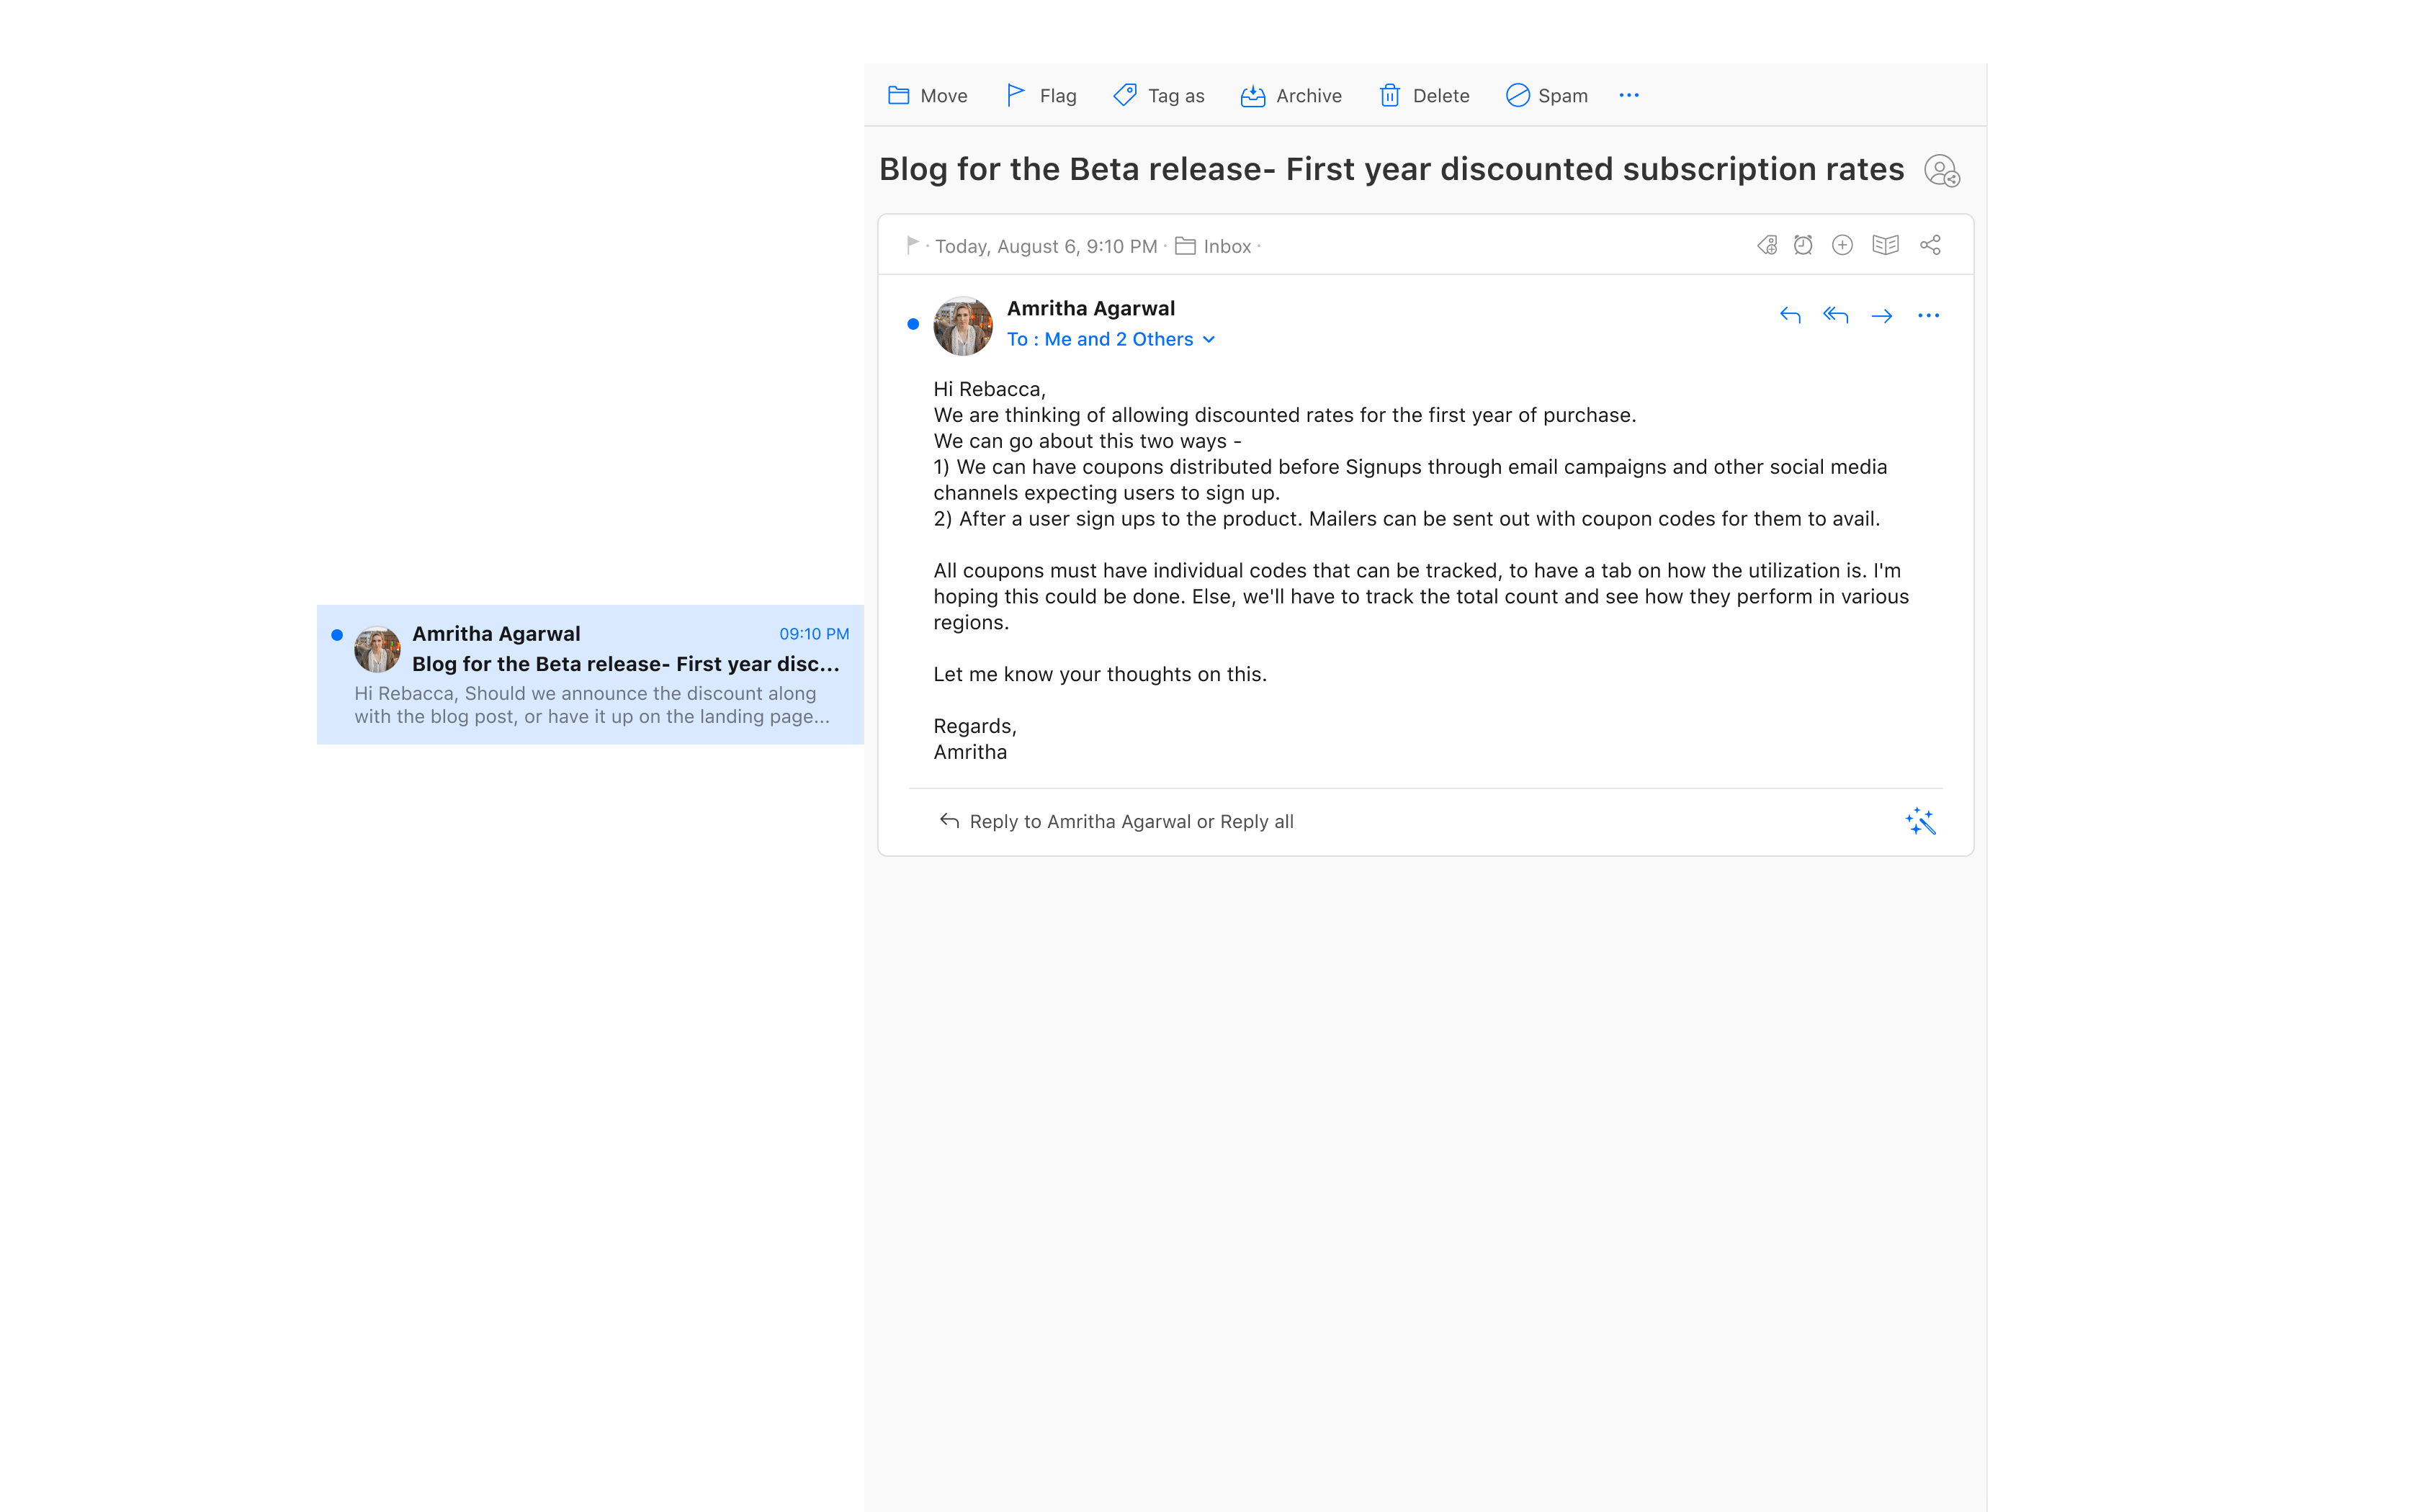 Move Flag Tag as Archive Delete Spam
Blog for the Beta release- First year discounted subscription rates
Today, August 6, 9:10 PM · Inbox ·
Amritha Agarwal
To : Me and 2 Others
Hi Rebacca,
We are thinking of allowing discounted rates for the first year of purchase.
We can go about this two ways -
1) We can have coupons distributed before Signups through email campaigns and other social media
channels expecting users to sign up.
2) After a user sign ups to the product. Mailers can be sent out with coupon codes for them to avail.
All coupons must have individual codes that can be tracked, to have a tab on how the utilization is. I'm
hoping this could be done. Else, we'll have to track the total count and see how they perform in various
regions.
Let me know your thoughts on this.
Regards,
Amritha
Reply to Amritha Agarwal or Reply all
Amritha Agarwal 09:10 PM
Blog for the Beta release- First year disc...
Hi Rebacca, Should we announce the discount along
with the blog post, or have it up on the landing page...